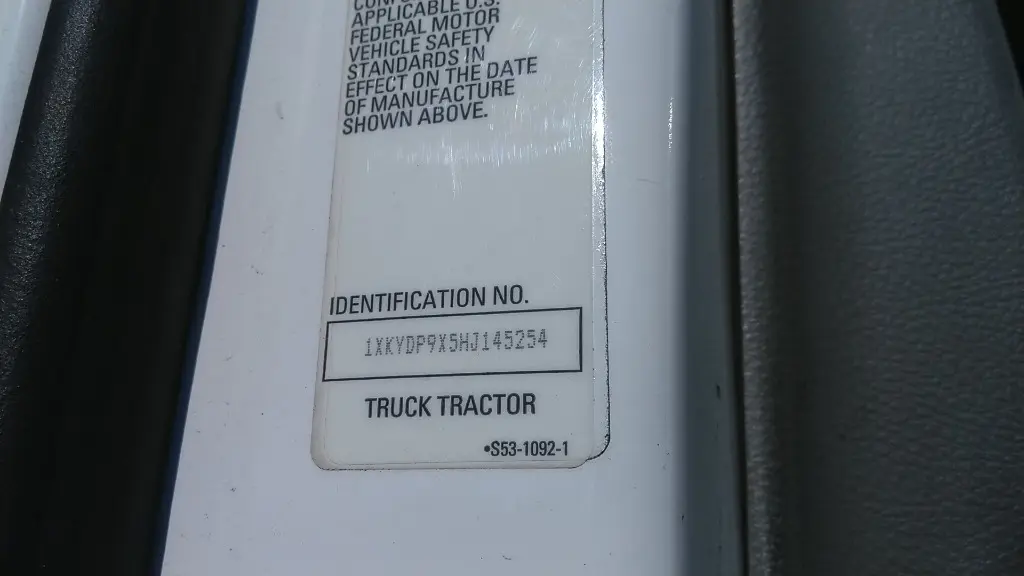 CONFO
APPLICABLE U.S.
FEDERAL MOTOR
VEHICLE SAFETY
STANDARDS IN
EFFECT ON THE DATE
OF MANUFACTURE
SHOWN ABOVE.
IDENTIFICATION NO.
1XKYDP9X5HJ145254
TRUCK TRACTOR
•S53-1092-1